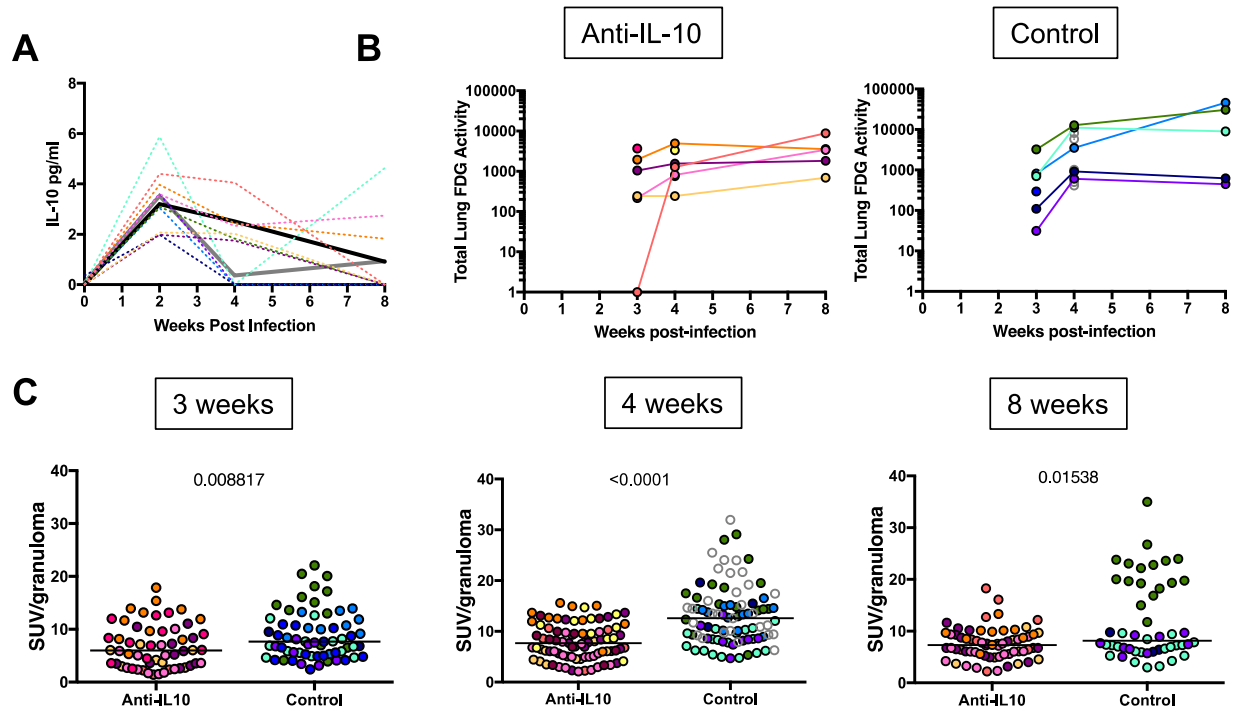 A
8
6
4
2
0
IL-10 pg/ml
0 1 2 3 4 5 6 7 8
Weeks Post Infection
B
Anti-IL-10
100000
10000
1000
100
10
1
Total Lung FDG Activity
0 1 2 3 4 5 6 7 8
Weeks post-infection
Control
100000
10000
1000
100
10
1
Total Lung FDG Activity
0 1 2 3 4 5 6 7 8
Weeks post-infection
C
3 weeks
0.008817
40
30
20
10
0
SUV/granuloma
Anti-IL10 Control
4 weeks
<0.0001
40
30
20
10
0
SUV/granuloma
Anti-IL10 Control
8 weeks
0.01538
40
30
20
10
0
SUV/granuloma
Anti-IL10 Control